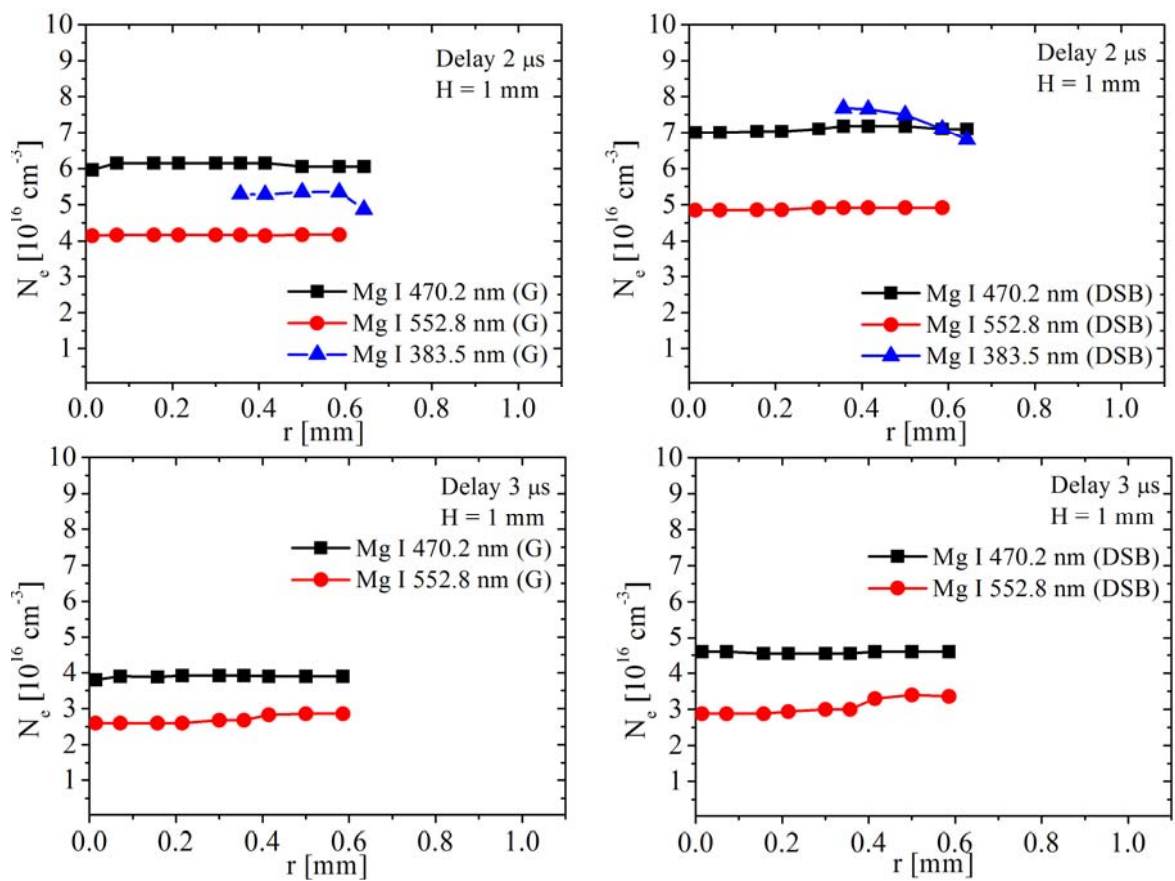 10
9
8
7
6
5
4
3
2
1
N_e [10^16 cm^-3]
Delay 2 μs
H = 1 mm
Mg I 470.2 nm (G)
Mg I 552.8 nm (G)
Mg I 383.5 nm (G)
0.0 0.2 0.4 0.6 0.8 1.0
r [mm]
10
9
8
7
6
5
4
3
2
1
N_e [10^16 cm^-3]
Delay 2 μs
H = 1 mm
Mg I 470.2 nm (DSB)
Mg I 552.8 nm (DSB)
Mg I 383.5 nm (DSB)
0.0 0.2 0.4 0.6 0.8 1.0
r [mm]
10
9
8
7
6
5
4
3
2
1
N_e [10^16 cm^-3]
Delay 3 μs
H = 1 mm
Mg I 470.2 nm (G)
Mg I 552.8 nm (G)
0.0 0.2 0.4 0.6 0.8 1.0
r [mm]
10
9
8
7
6
5
4
3
2
1
N_e [10^16 cm^-3]
Delay 3 μs
H = 1 mm
Mg I 470.2 nm (DSB)
Mg I 552.8 nm (DSB)
0.0 0.2 0.4 0.6 0.8 1.0
r [mm]